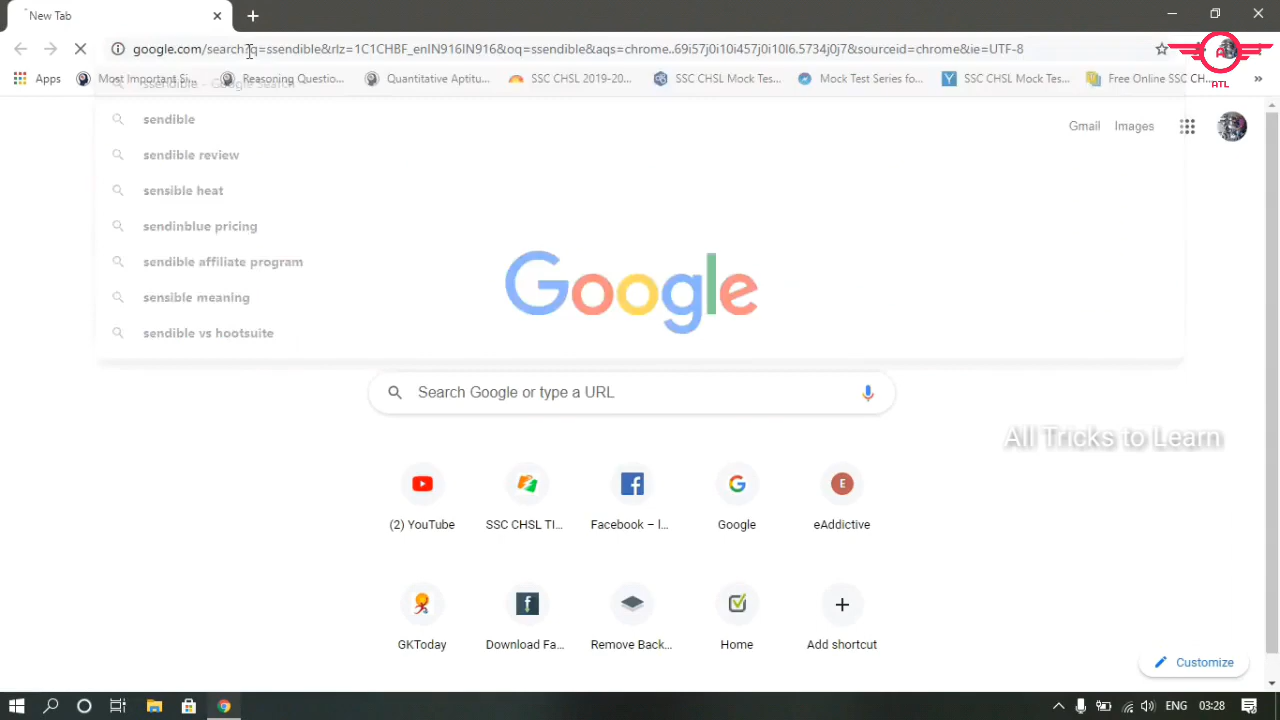 New Tab
google.com/search?q=ssendible&rlz=1C1CHBF_enIN916IN916&oq=ssendible&aqs=chrome..69i57j0i10i457j0i10l6.5734j0j7&sourceid=chrome&ie=UTF-8
Apps
Most Important Si...
Reasoning Questio...
Quantitative Aptitu...
SSC CHSL 2019-20...
SSC CHSL Mock Tes...
Mock Test Series fo...
SSC CHSL Mock Tes...
Free Online SSC CH...
ATL
ssendible - Google Search
sendible
sendible review
sensible heat
sendinblue pricing
sendible affiliate program
sensible meaning
sendible vs hootsuite
Gmail
Images
Google
Search Google or type a URL
All Tricks to Learn
(2) YouTube
SSC CHSL TI...
Facebook – l...
Google
eAddictive
GKToday
Download Fa...
Remove Back...
Home
Add shortcut
Customize
ENG
03:28